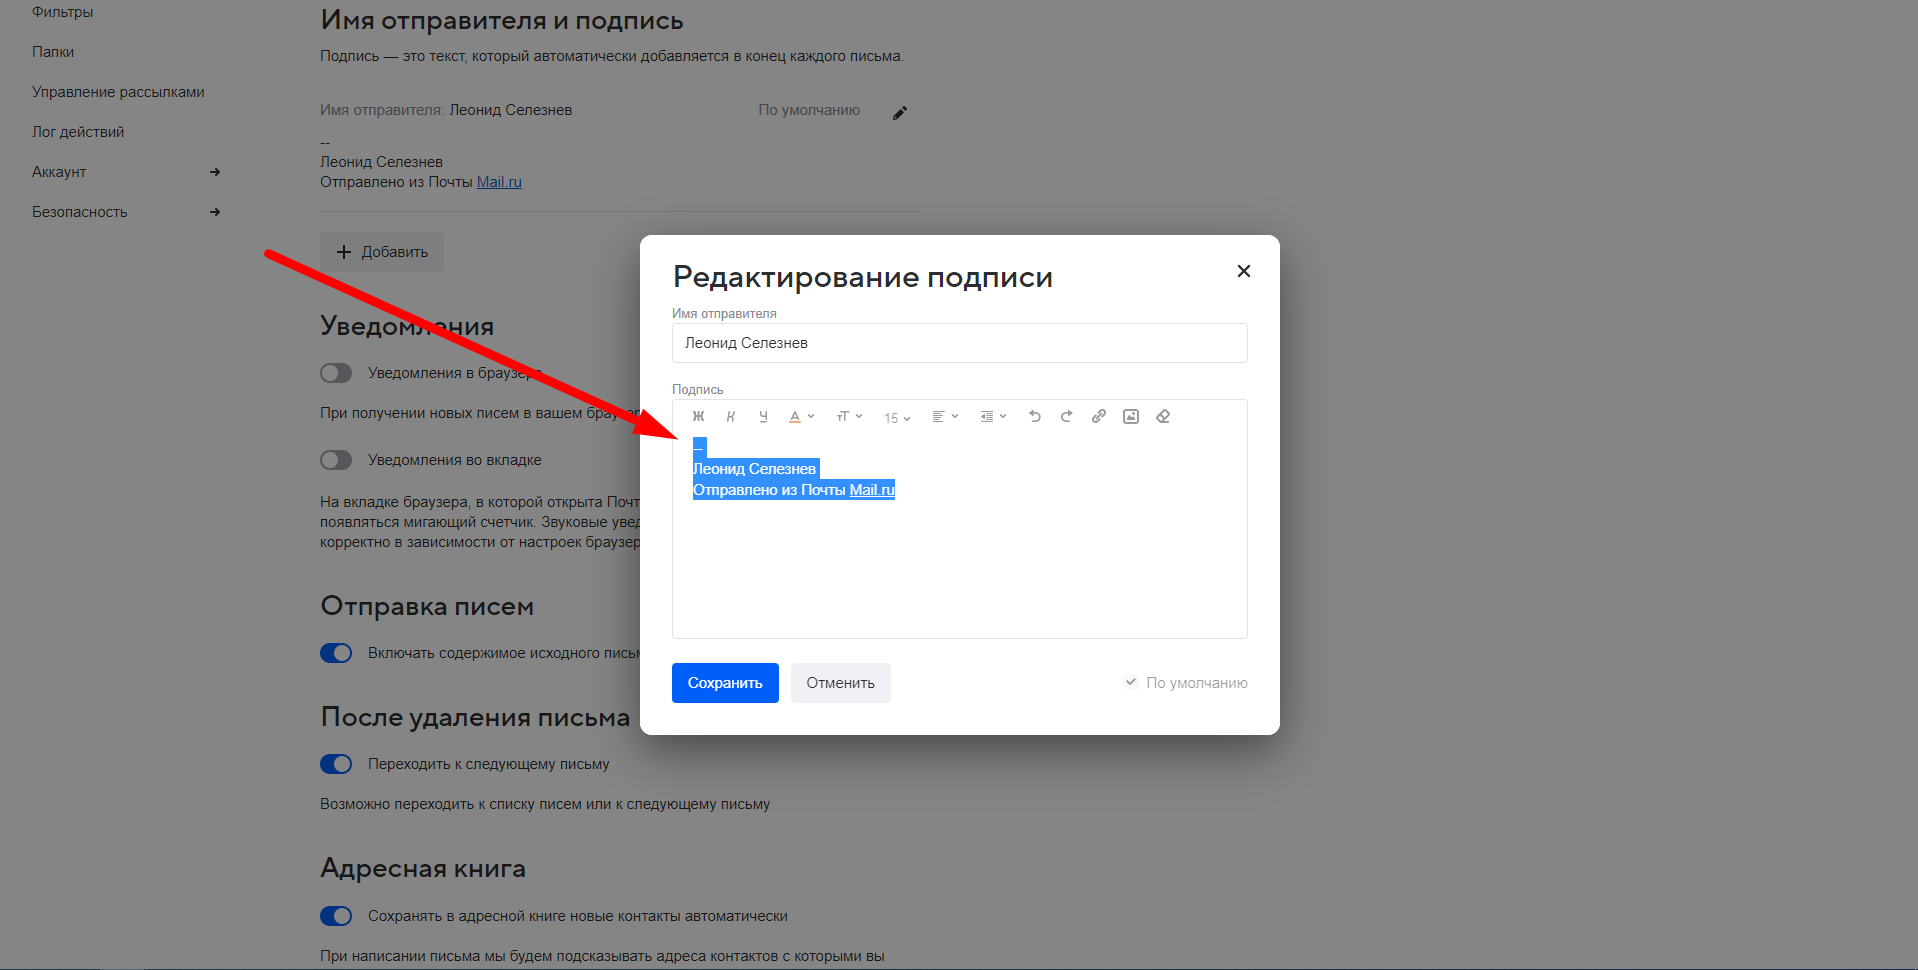 Фильтры
Папки
Управление рассылками
Лог действий
Аккаунт
Безопасность
Имя отправителя и подпись
Подпись — это текст, который автоматически добавляется в конец каждого письма.
Имя отправителя: Леонид Селезнев
По умолчанию
--
Леонид Селезнев
Отправлено из Почты Mail.ru
Добавить
Уведомления
Уведомления в браузере
При получении новых писем в вашем браузер
Уведомления во вкладке
На вкладке браузера, в которой открыта Почт
появляться мигающий счетчик. Звуковые увед
корректно в зависимости от настроек браузер
Отправка писем
Включать содержимое исходного письм
После удаления письма
Переходить к следующему письму
Возможно переходить к списку писем или к следующему письму
Адресная книга
Сохранять в адресной книге новые контакты автоматически
При написании письма мы будем подсказывать адреса контактов с которыми вы
Редактирование подписи
Имя отправителя
Леонид Селезнев
Подпись
Ж К Ч А тТ 15
--
Леонид Селезнев
Отправлено из Почты Mail.ru
Сохранить
Отменить
По умолчанию